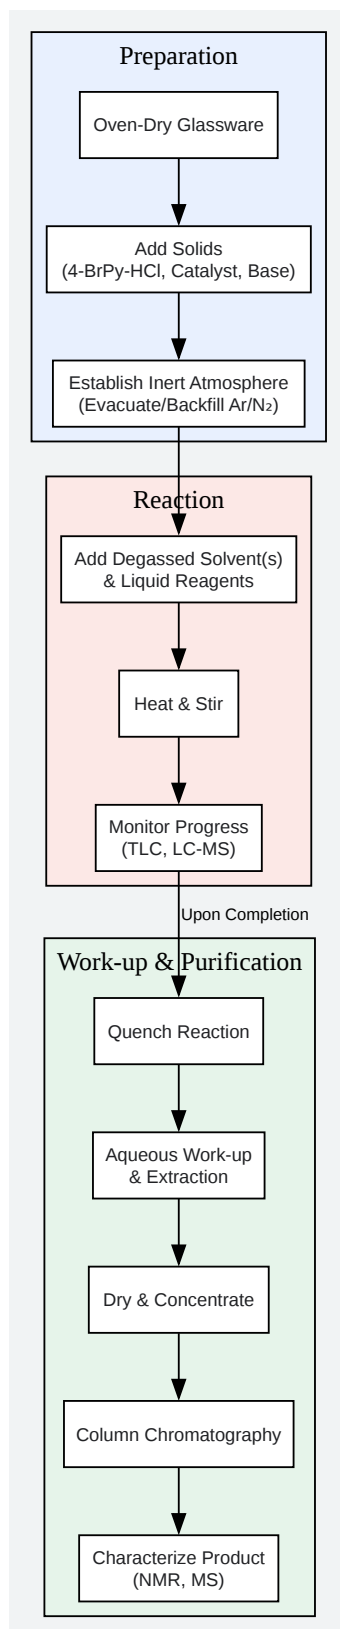 Preparation
Oven-Dry Glassware
Add Solids
(4-BrPy-HCl, Catalyst, Base)
Establish Inert Atmosphere
(Evacuate/Backfill Ar/N₂)
Reaction
Add Degassed Solvent(s)
& Liquid Reagents
Heat & Stir
Monitor Progress
(TLC, LC-MS)
Upon Completion
Work-up & Purification
Quench Reaction
Aqueous Work-up
& Extraction
Dry & Concentrate
Column Chromatography
Characterize Product
(NMR, MS)